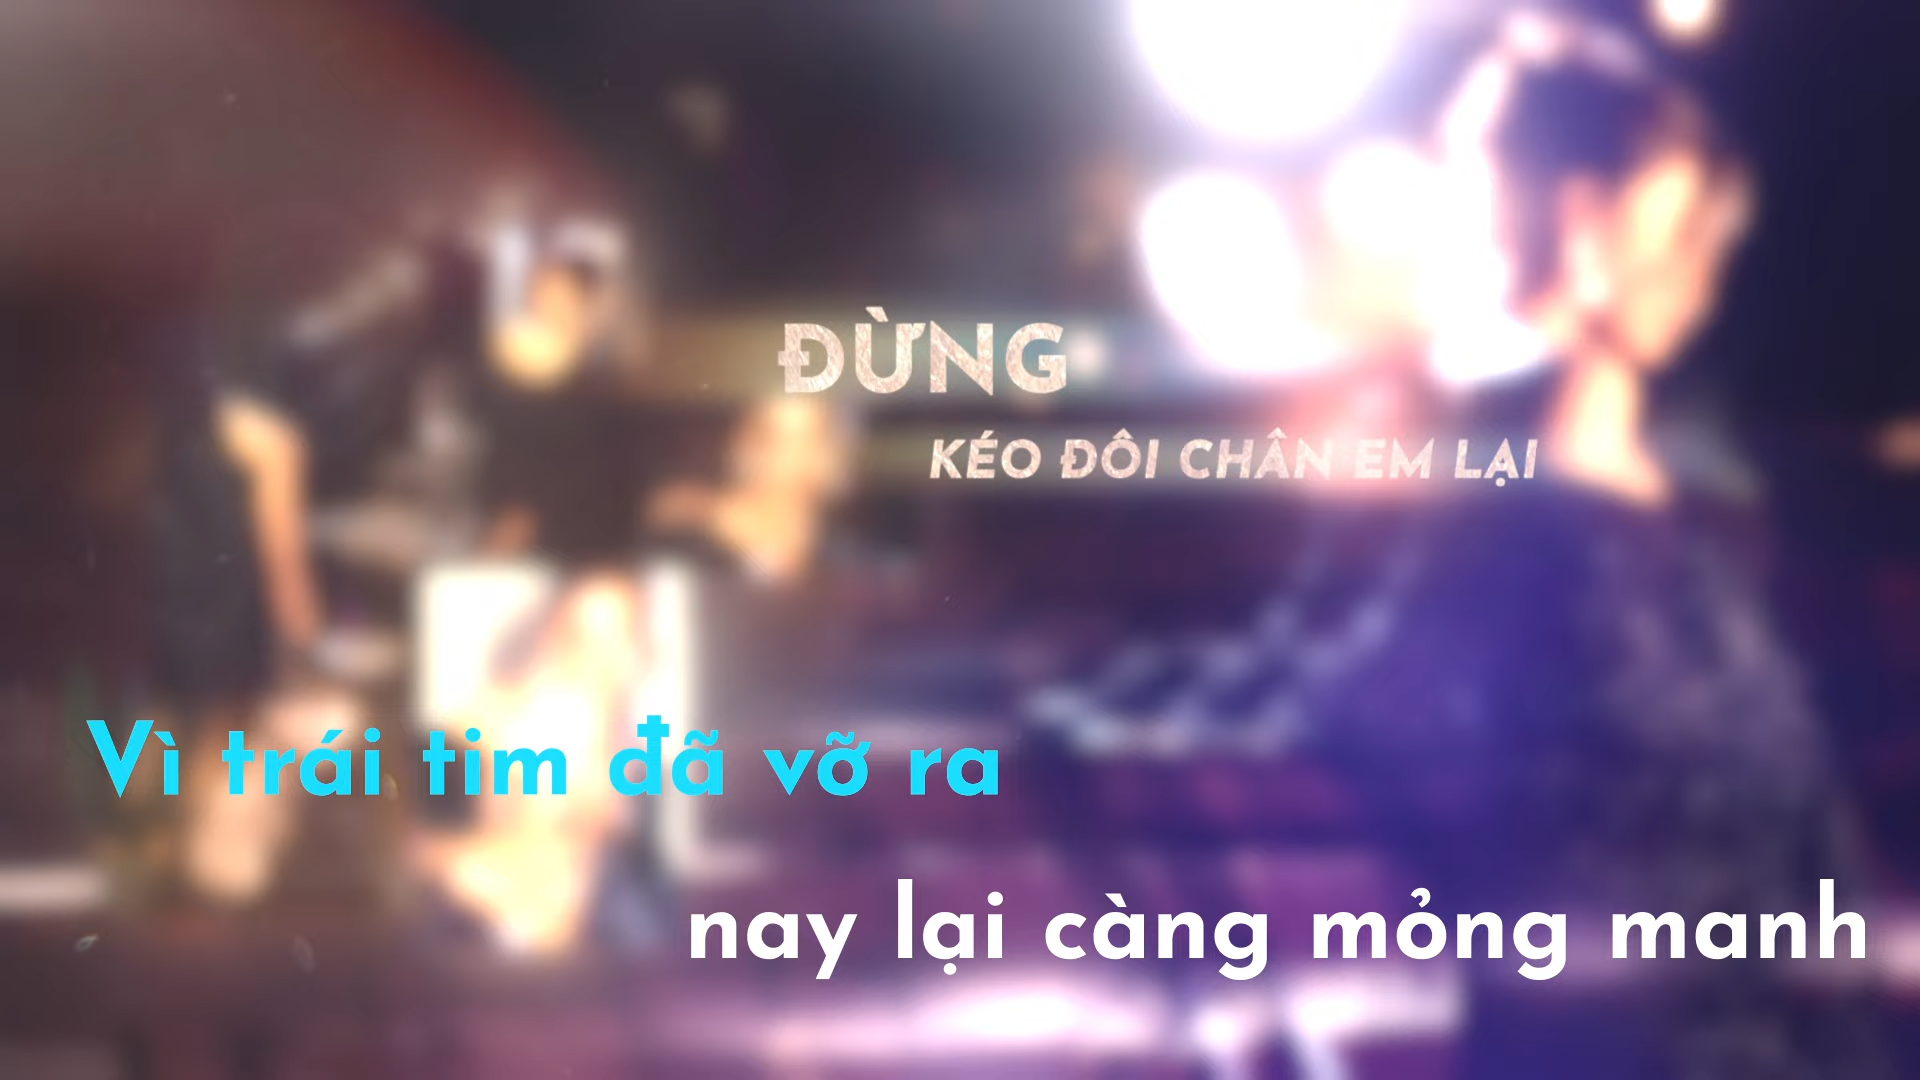 ĐỪNG
KÉO ĐÔI CHÂN EM LẠI
Vì trái tim đã vỡ ra
nay lại càng mỏng manh